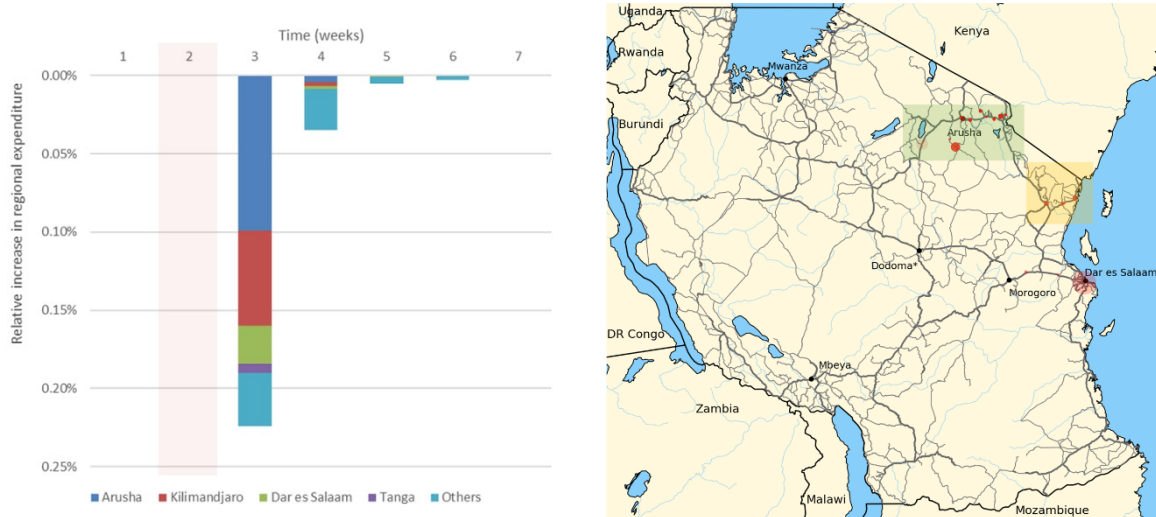 Time (weeks)
1 2 3 4 5 6 7
Relative increase in regional expenditure
0.00%
0.05%
0.10%
0.15%
0.20%
0.25%
Arusha Kilimandjaro Dar es Salaam Tanga Others
Uganda
Kenya
Rwanda
Mwanza
Burundi
Arusha
Dodoma*
Dar es Salaam
Morogoro
DR Congo
Mbeya
Zambia
Malawi
Mozambique